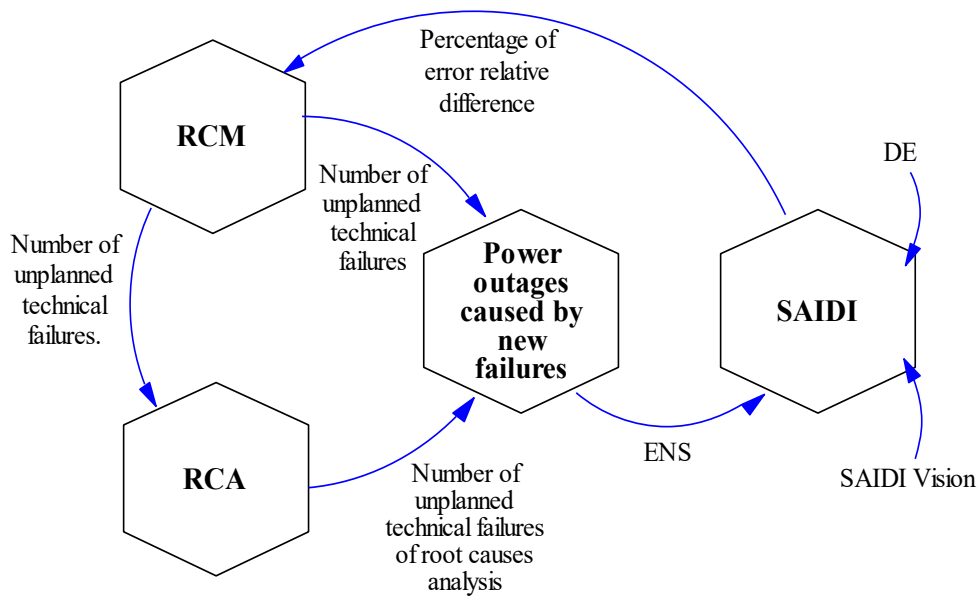 Percentage of
error relative
difference
RCM
DE
Number of
unplanned
technical
failures
Number of
unplanned
technical
failures.
Power
outages
caused by
new
failures
SAIDI
RCA
ENS
Number of
unplanned
technical failures
of root causes
analysis
SAIDI Vision